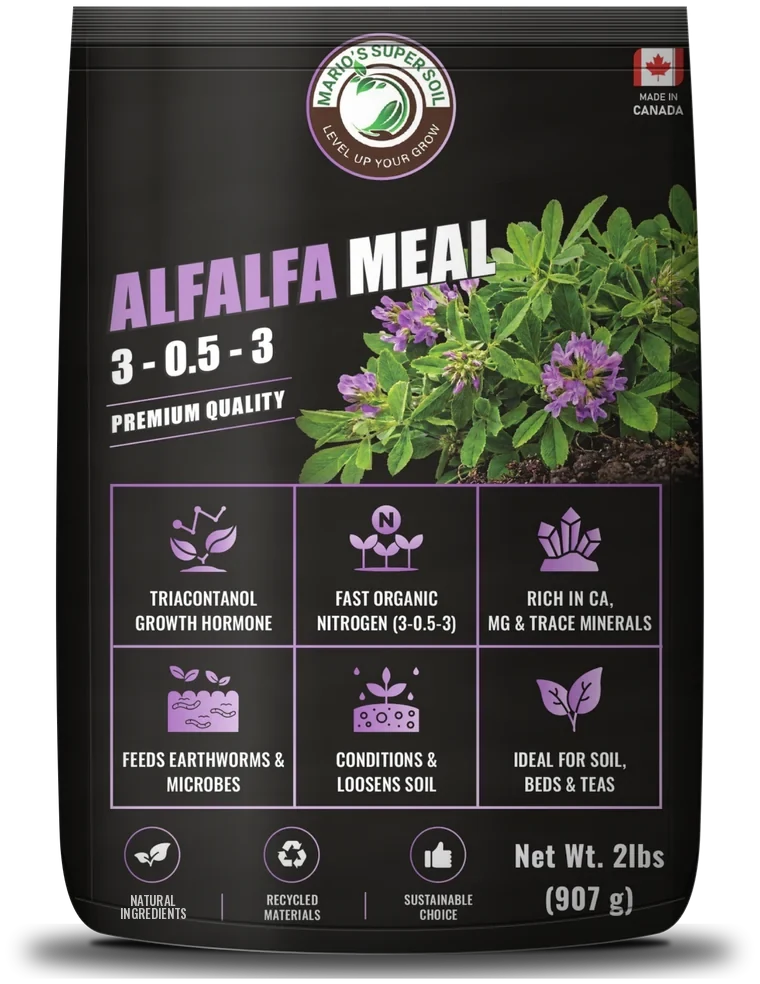 MARIO'S SUPER SOIL
LEVEL UP YOUR GROW
MADE IN
CANADA
ALFALFA MEAL
3 - 0.5 - 3
PREMIUM QUALITY
TRIACONTANOL
GROWTH HORMONE
N
FAST ORGANIC
NITROGEN (3-0.5-3)
RICH IN CA,
MG & TRACE MINERALS
FEEDS EARTHWORMS &
MICROBES
CONDITIONS &
LOOSENS SOIL
IDEAL FOR SOIL,
BEDS & TEAS
NATURAL
INGREDIENTS
RECYCLED
MATERIALS
SUSTAINABLE
CHOICE
Net Wt. 2lbs
(907 g)